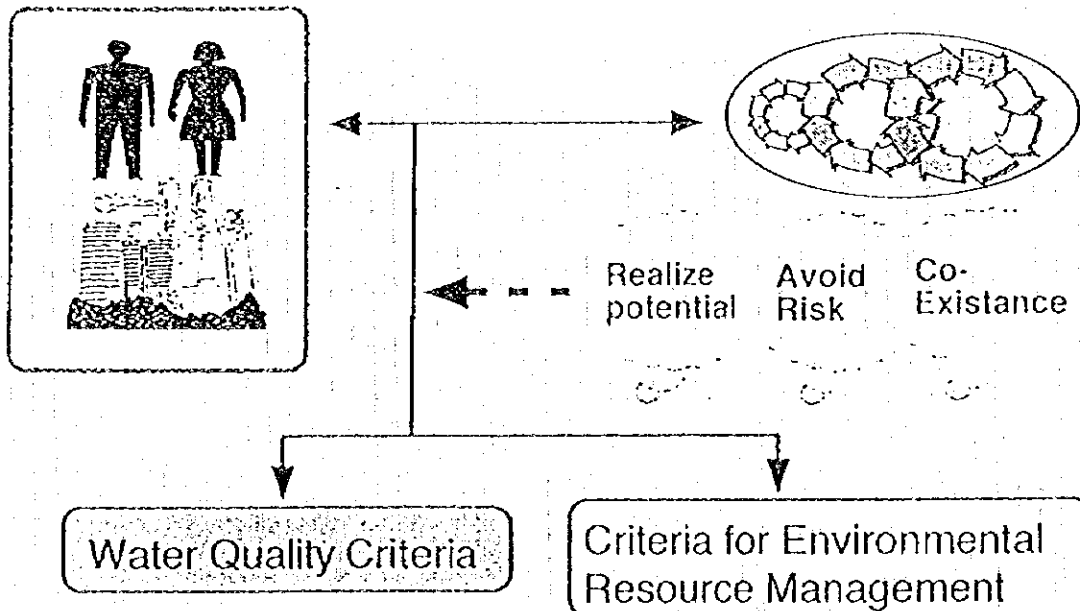 Realize
potential
Avoid
Risk
Co-
Existance
Water Quality Criteria
Criteria for Environmental
Resource Management